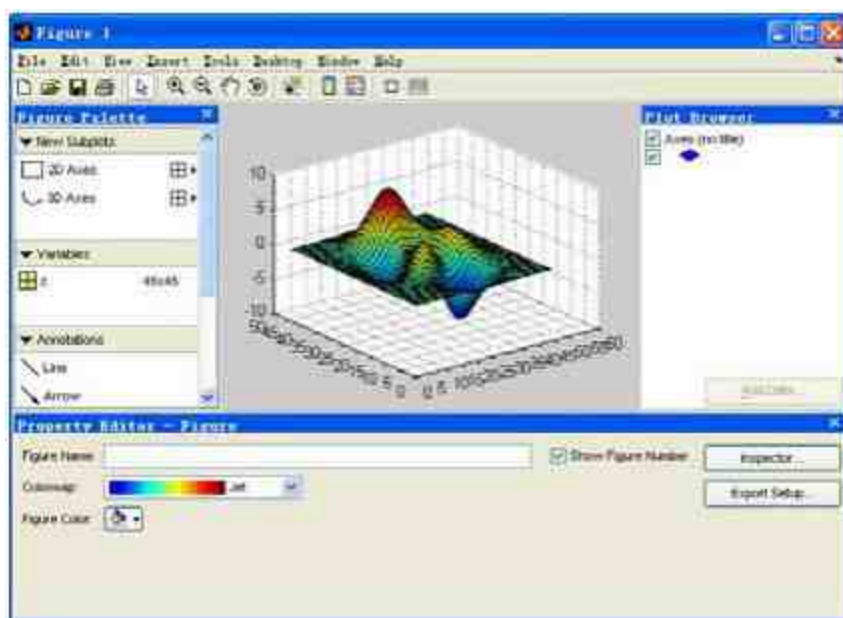 Figure 1
File Edit View Insert Tools Desktop Window Help
Figure Palette
New Subplots
2D Axes
3D Axes
Variables
z 45x45
Annotations
Line
Arrow
10
5
0
-5
-10
Plot Browser
Axes (no title)
Property Editor - Figure
Figure Name:
Show Figure Number
Inspector...
Colormap:
Jet
Export Setup...
Figure Color: